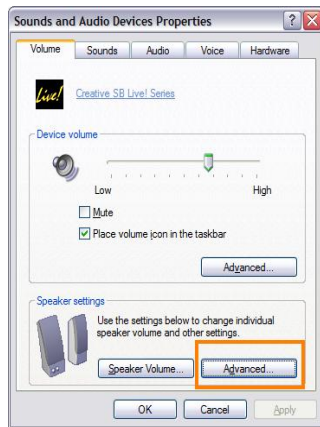 Sounds and Audio Devices Properties
Volume Sounds Audio Voice Hardware
Live! Creative SB Live! Series
Device volume
Low High
Mute
Place volume icon in the taskbar
Advanced...
Speaker settings
Use the settings below to change individual
speaker volume and other settings.
Speaker Volume... Advanced...
OK Cancel Apply